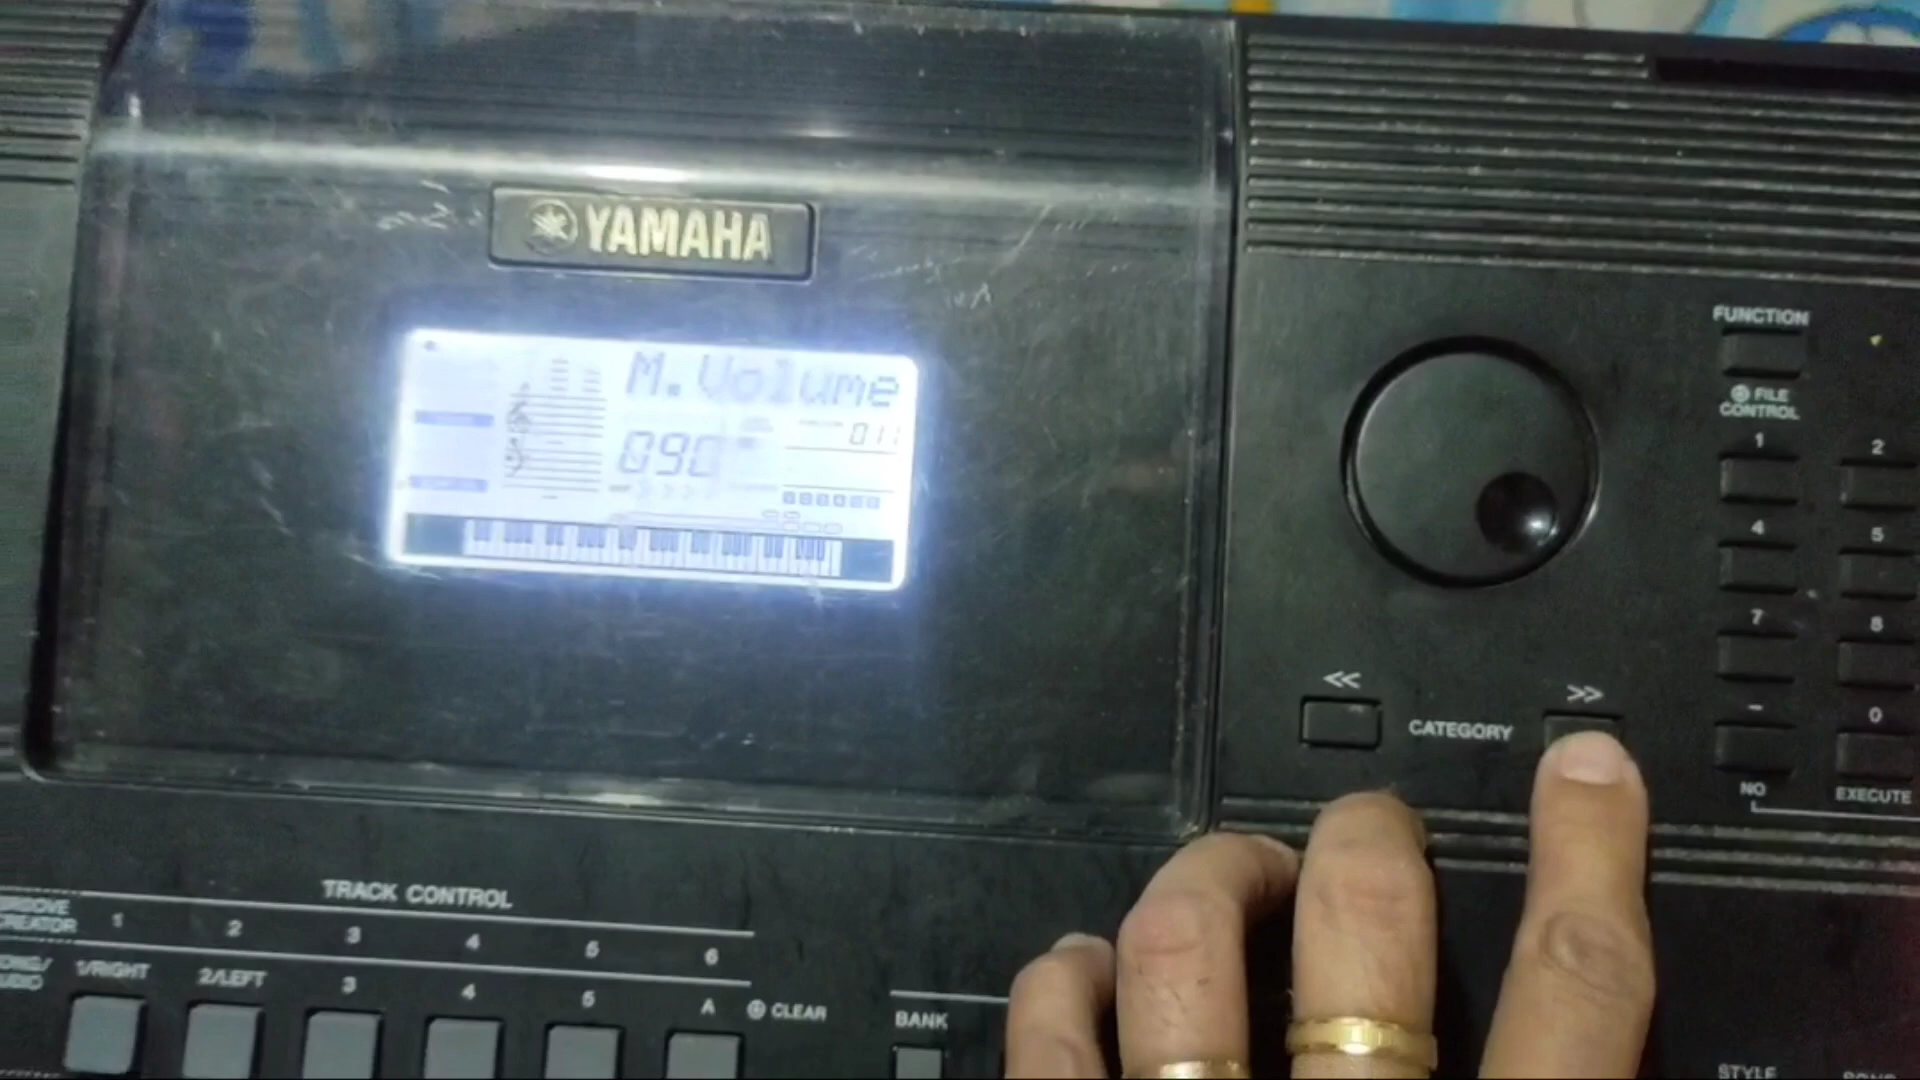 YAMAHA
M.Volume
011
090
FUNCTION
FILE
CONTROL
1 2
4 5
7 8
- 0
NO EXECUTE
<< >>
CATEGORY
TRACK CONTROL
CREATOR 1 2 3 4 5 6
1/RIGHT 2/LEFT 3 4 5 A
CLEAR
BANK
STYLE